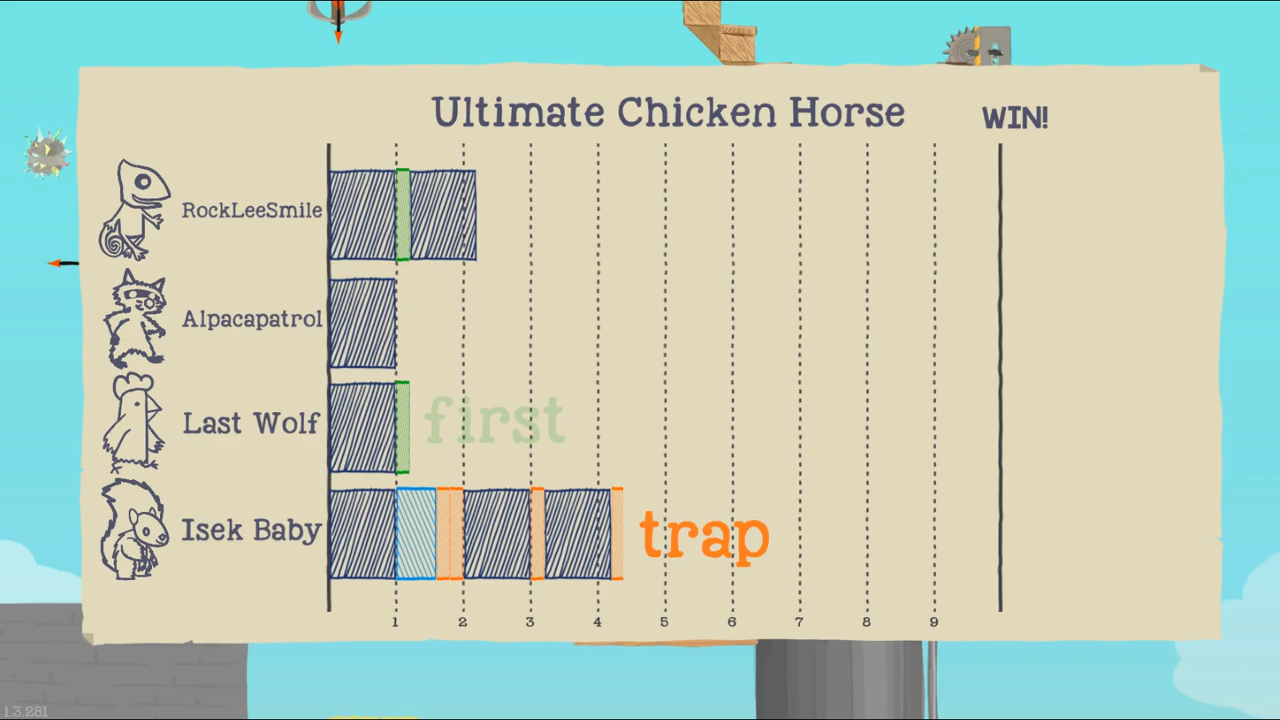 Ultimate Chicken Horse
WIN!
RockLeeSmile
Alpacapatrol
Last Wolf
first
Isek Baby
trap
1 2 3 4 5 6 7 8 9
1.3.281